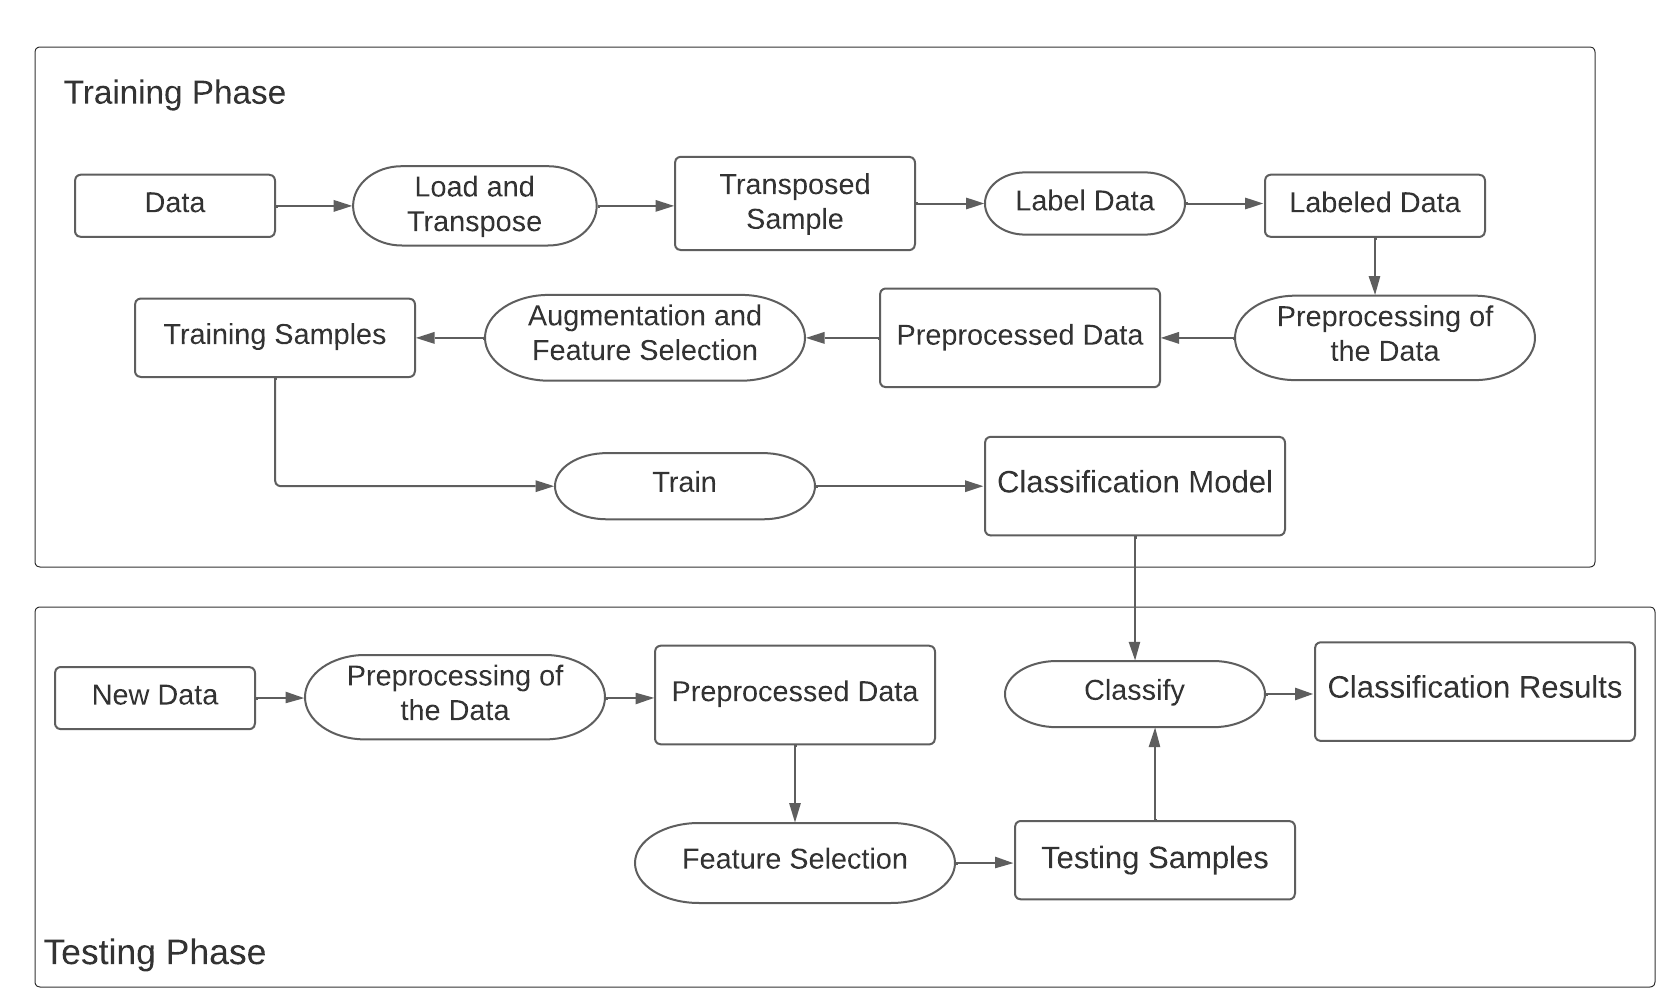 Training Phase
Data
Load and
Transpose
Transposed
Sample
Label Data
Labeled Data
Preprocessing of
the Data
Preprocessed Data
Augmentation and
Feature Selection
Training Samples
Train
Classification Model
New Data
Preprocessing of
the Data
Preprocessed Data
Feature Selection
Testing Samples
Classify
Classification Results
Testing Phase